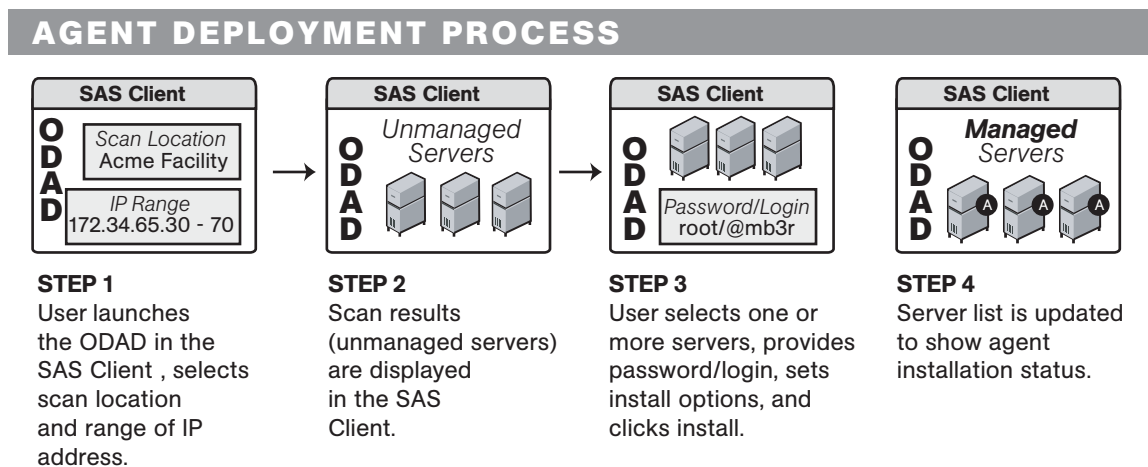 AGENT DEPLOYMENT PROCESS
SAS Client
ODAD
Scan Location
Acme Facility
IP Range
172.34.65.30 - 70
STEP 1
User launches
the ODAD in the
SAS Client , selects
scan location
and range of IP
address.
SAS Client
ODAD
Unmanaged
Servers
STEP 2
Scan results
(unmanaged servers)
are displayed
in the SAS
Client.
SAS Client
ODAD
Password/Login
root/@mb3r
STEP 3
User selects one or
more servers, provides
password/login, sets
install options, and
clicks install.
SAS Client
ODAD
Managed
Servers
A
A
A
STEP 4
Server list is updated
to show agent
installation status.